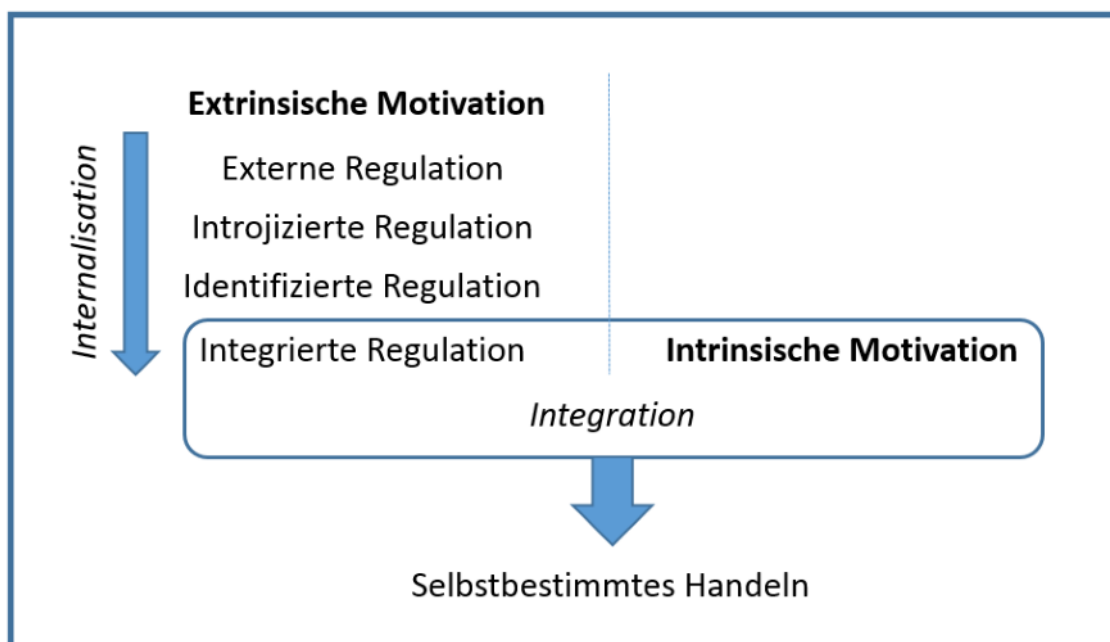 Extrinsische Motivation
Internalisation
Externe Regulation
Introjizierte Regulation
Identifizierte Regulation
Integrierte Regulation
Intrinsische Motivation
Integration
Selbstbestimmtes Handeln